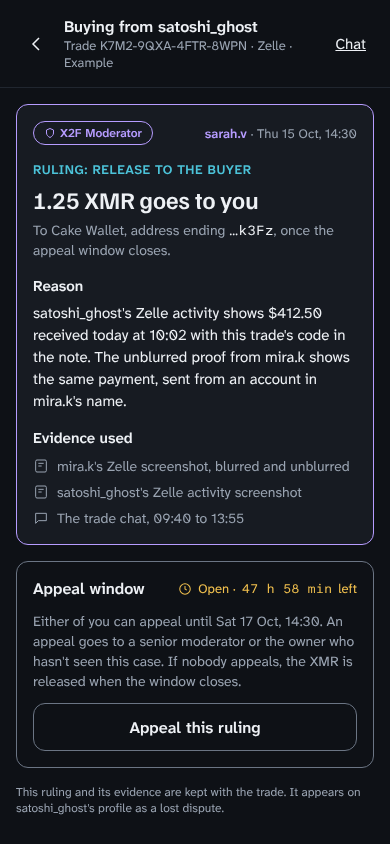 Buying from satoshi_ghost
Trade K7M2-9QXA-4FTR-8WPN · Zelle ·
Example
Chat
X2F Moderator
sarah.v · Thu 15 Oct, 14:30
RULING: RELEASE TO THE BUYER
1.25 XMR goes to you
To Cake Wallet, address ending …k3Fz, once the
appeal window closes.
Reason
satoshi_ghost's Zelle activity shows $412.50
received today at 10:02 with this trade's code in
the note. The unblurred proof from mira.k shows
the same payment, sent from an account in
mira.k's name.
Evidence used
mira.k's Zelle screenshot, blurred and unblurred
satoshi_ghost's Zelle activity screenshot
The trade chat, 09:40 to 13:55
Appeal window
Open · 47 h 58 min left
Either of you can appeal until Sat 17 Oct, 14:30. An
appeal goes to a senior moderator or the owner who
hasn't seen this case. If nobody appeals, the XMR is
released when the window closes.
Appeal this ruling
This ruling and its evidence are kept with the trade. It appears on
satoshi_ghost's profile as a lost dispute.